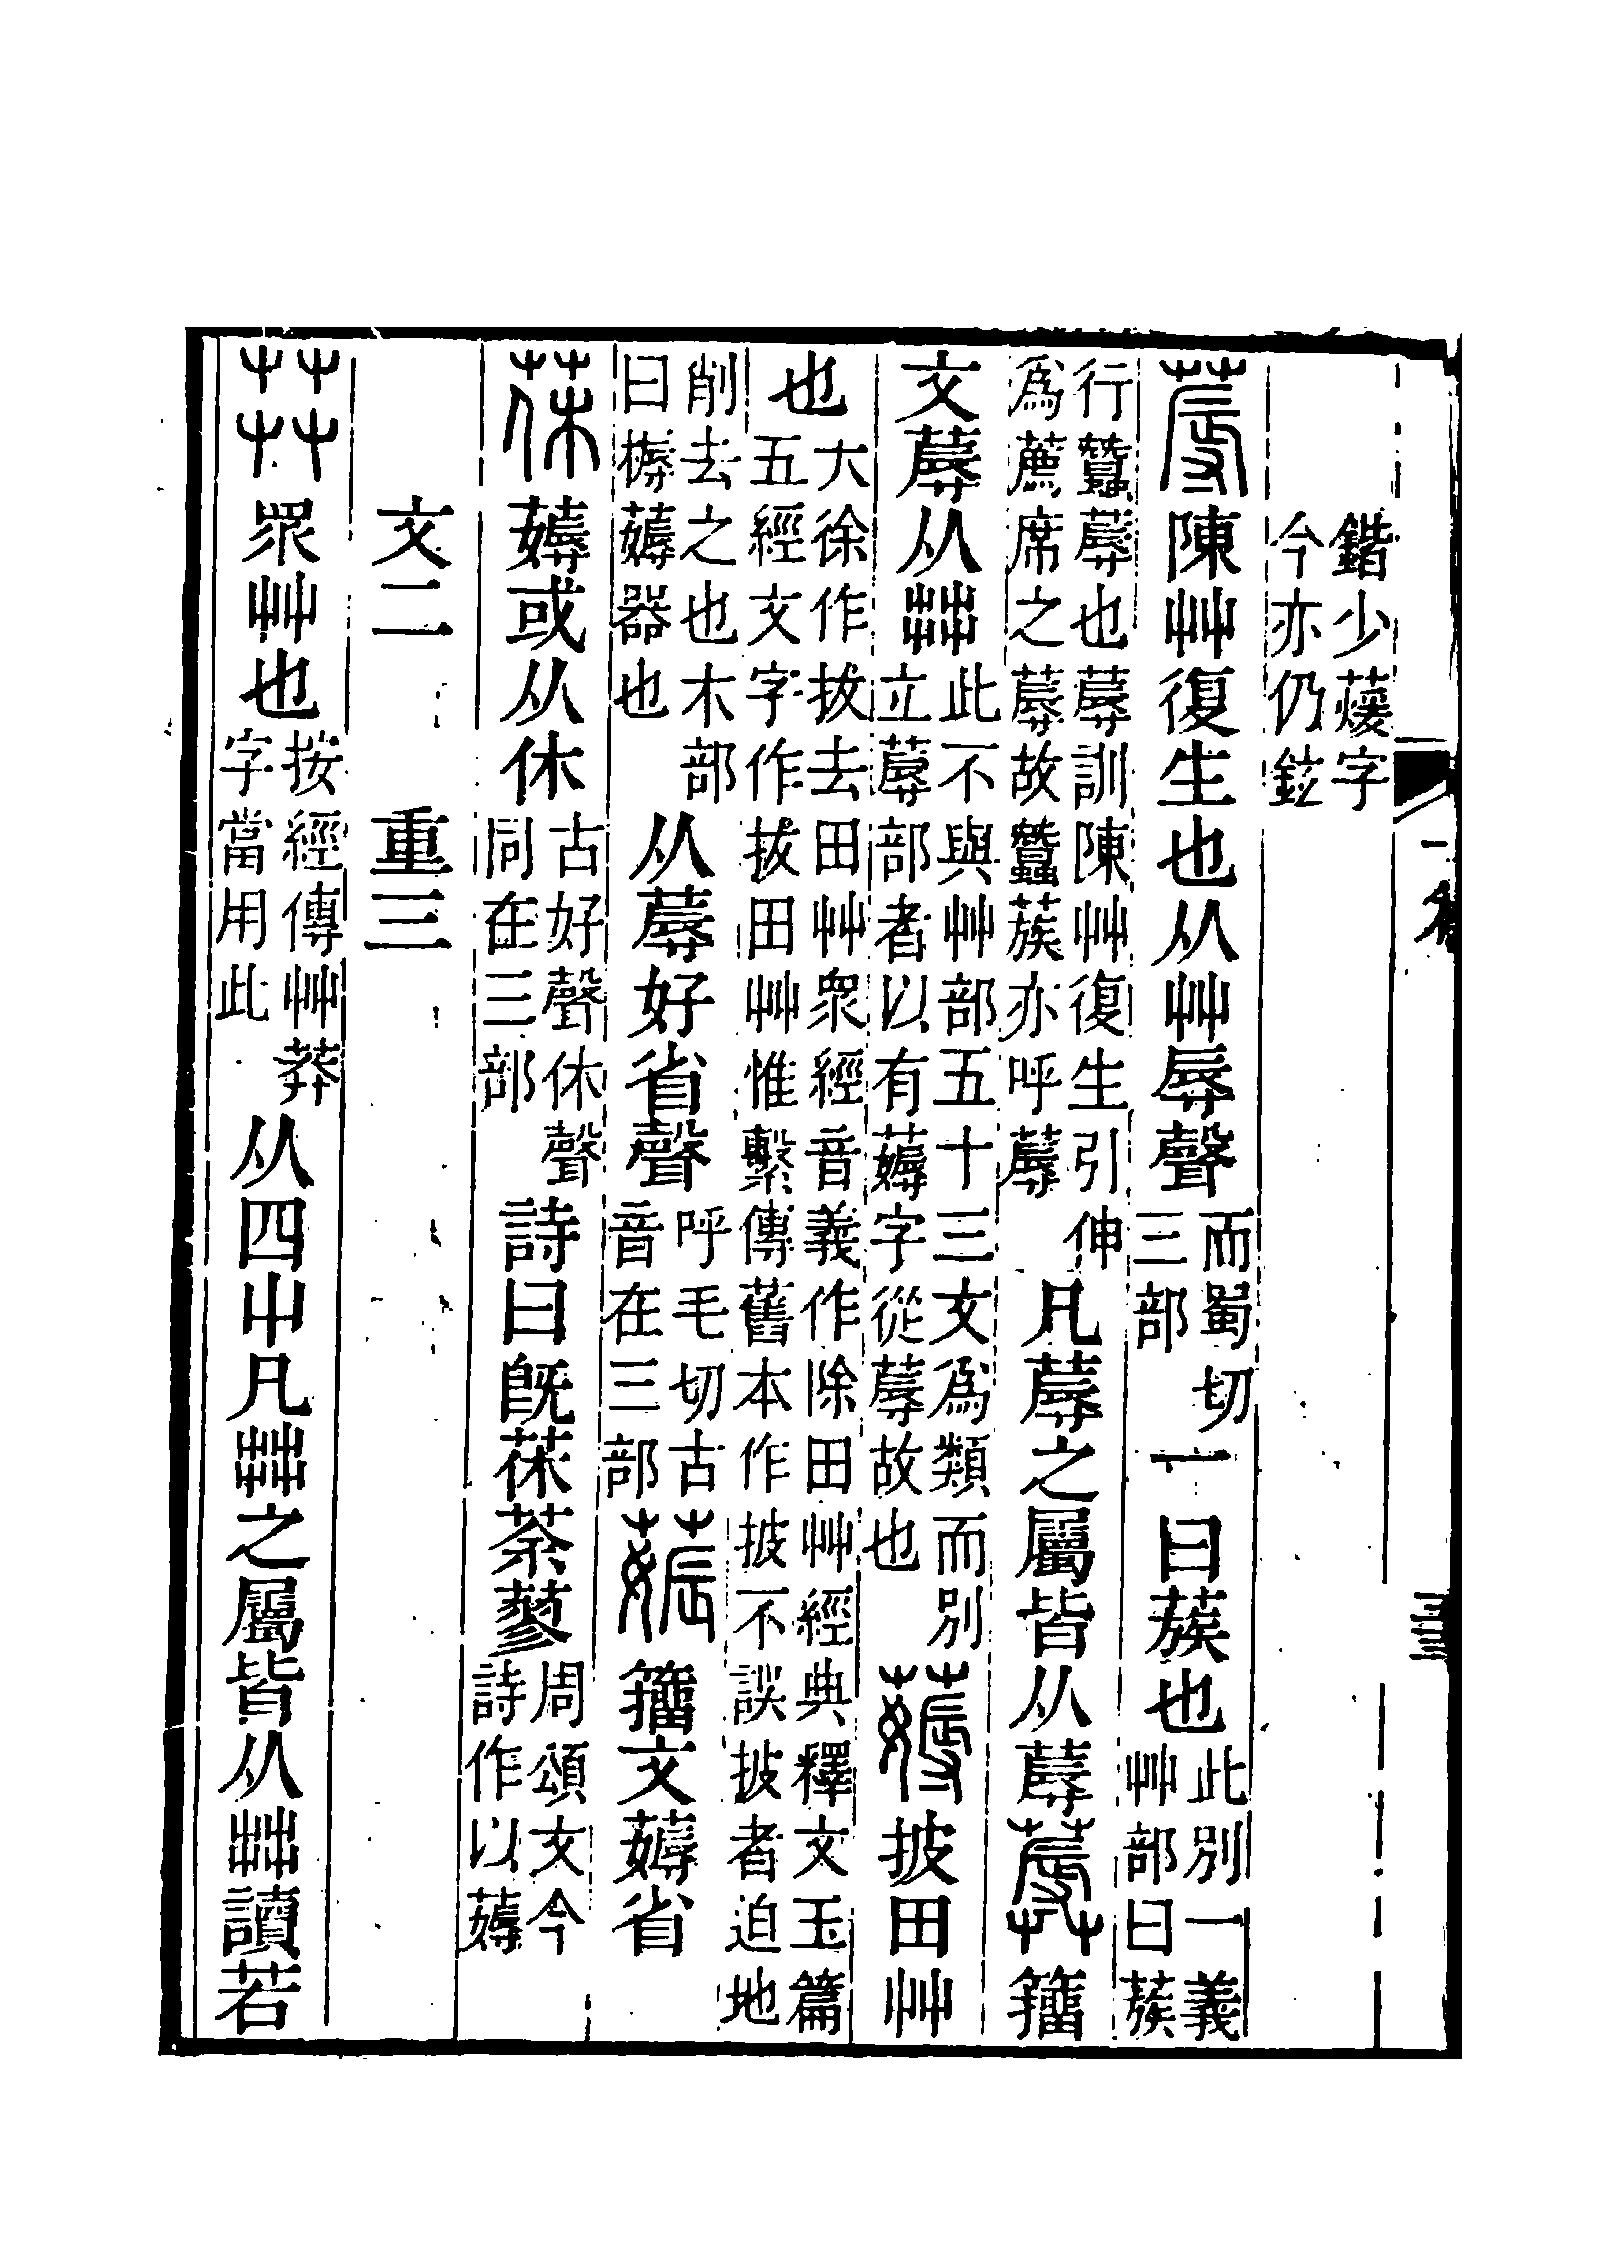 鍇少字今亦仍鉉
蓐陳艸復生也从艸辱聲而蜀切三部一曰蔟也此別一義艸部曰蔟
行蠶蓐也蓐訓陳艸復生引伸爲薦席之蓐故蠶蔟亦呼蓐凡蓐之屬皆从蓐𦾶籒
文蓐从茻此不與艸部五十三文爲類而別立蓐部者以有薅字從蓐故也薅披田艸
也大徐作拔去田艸衆經音義作除田艸經典釋文玉篇五經文字作拔田艸惟繫傳舊本作披不誤披者迫地
削去之也木部曰槈薅器也从蓐好省聲呼毛切古音在三部𦵷籒文薅省
茠薅或从休古好聲休聲同在三部詩曰旣茠荼蓼周頌文今詩作以薅
文二 重三
茻眾艸也按經傳艸莽字當用此从四屮凡茻之屬皆从茻讀若